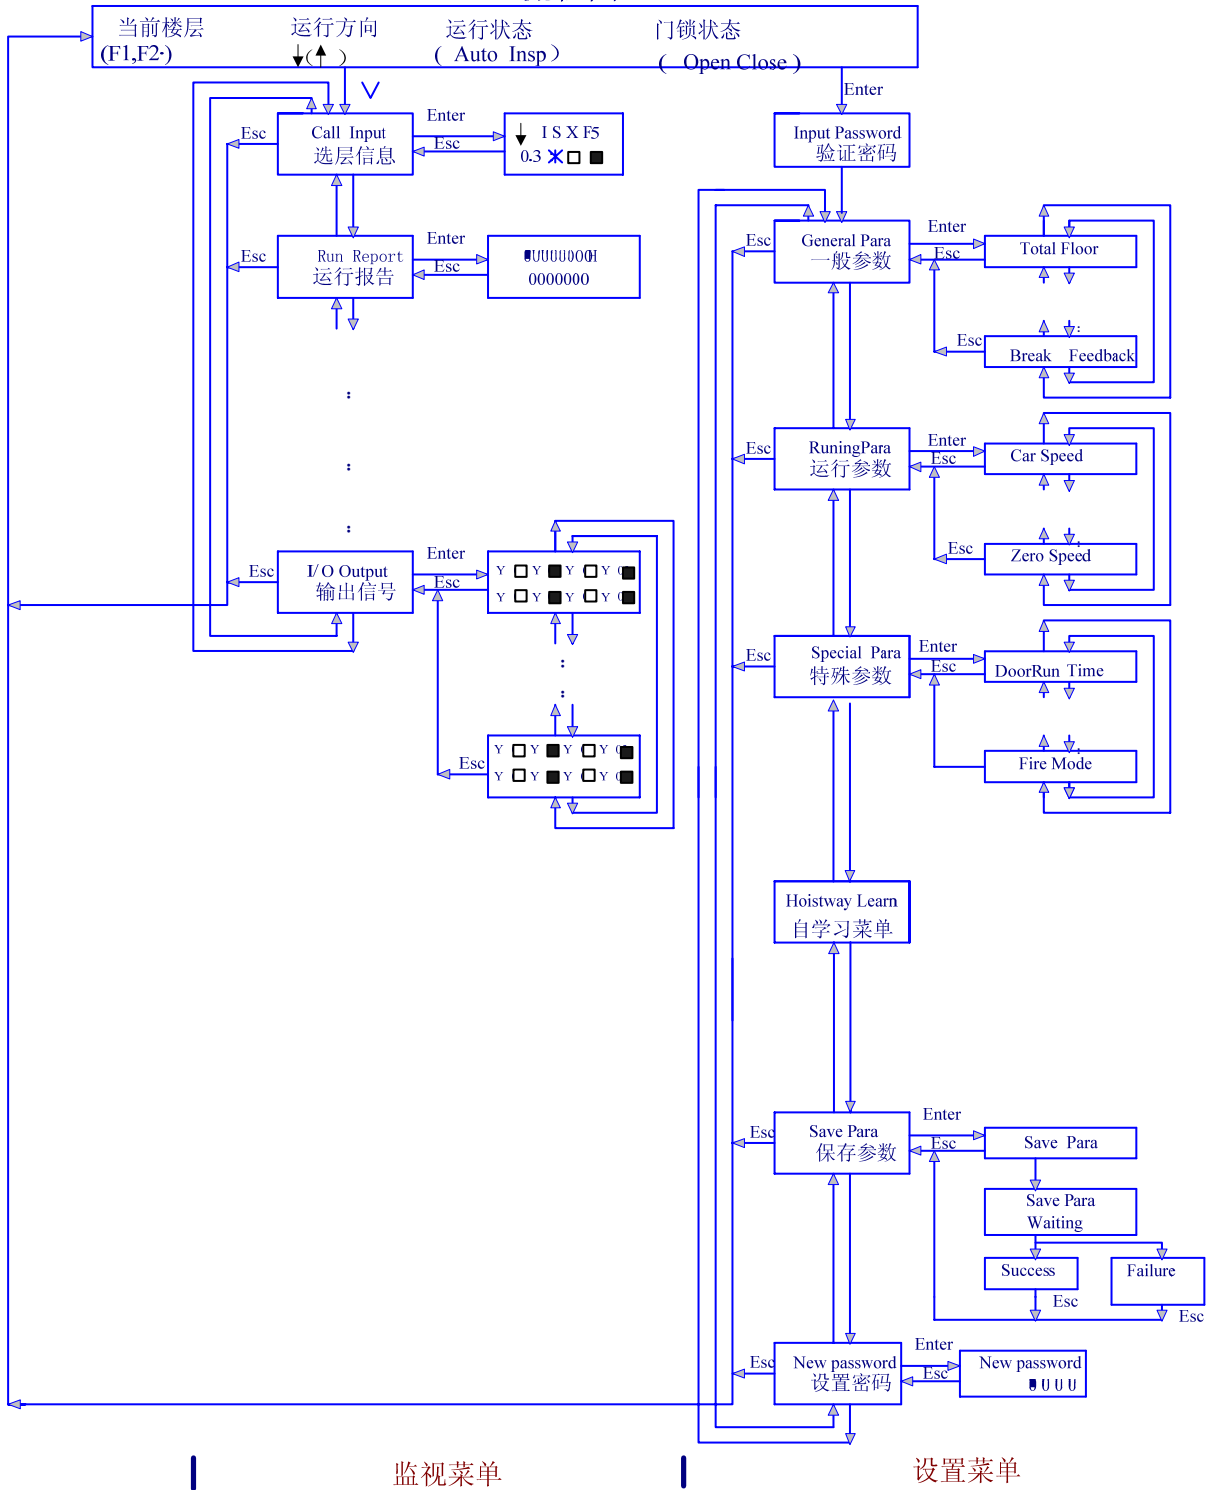 当前楼层 运行方向 运行状态 门锁状态
(F1,F2·) ↓(↑ ) ( Auto Insp ) ( Open Close )
Enter
Call Input
选层信息
Enter
Esc
Esc
↓ I S X F5
0.3
Input Password
验证密码
Run Report
运行报告
Enter
Esc
Esc
0000000
General Para
一般参数
Enter
Esc
Esc
Total Floor
Esc
Break Feedback
RuningPara
运行参数
Enter
Esc
Esc
Car Speed
Esc
Zero Speed
I/O Output
输出信号
Enter
Esc
Esc
Y Y Y Y
Y Y Y Y
Special Para
特殊参数
Enter
Esc
Esc
DoorRun Time
Fire Mode
Esc
Y Y Y Y
Y Y Y Y
Hoistway Learn
自学习菜单
Save Para
保存参数
Enter
Esc
Esc
Save Para
Save Para
Waiting
Success
Failure
Esc
Esc
New password
设置密码
Enter
Esc
Esc
New password
监视菜单
设置菜单